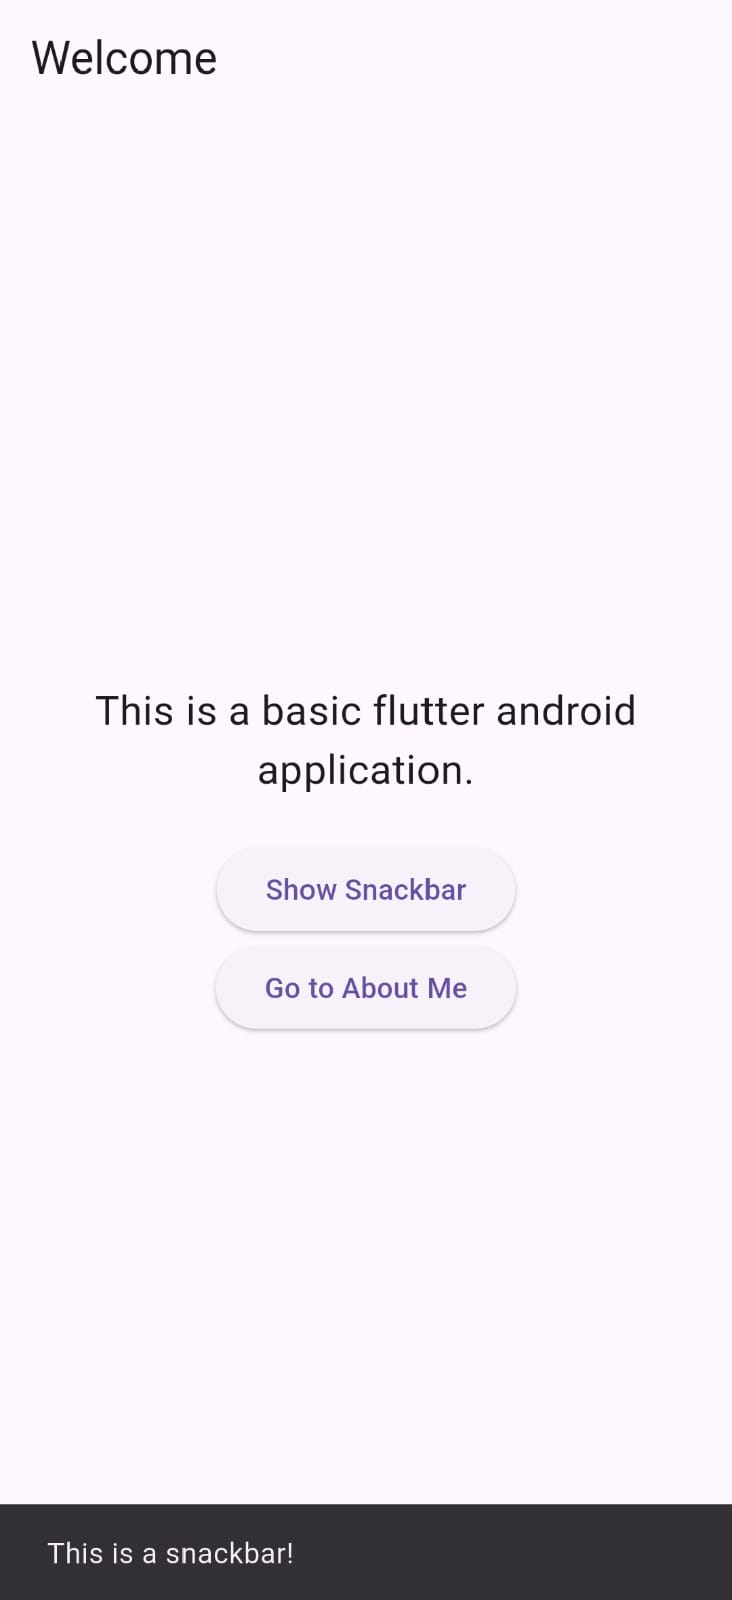 Welcome
This is a basic flutter android
application.
Show Snackbar
Go to About Me
This is a snackbar!